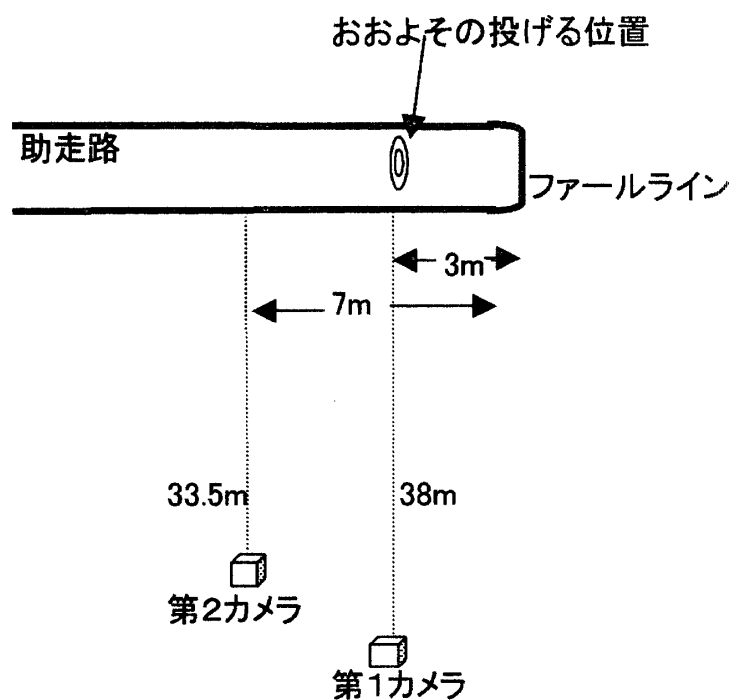 おおよその投げる位置
助走路
ファールライン
3m
7m
33.5m
38m
第2カメラ
第1カメラ